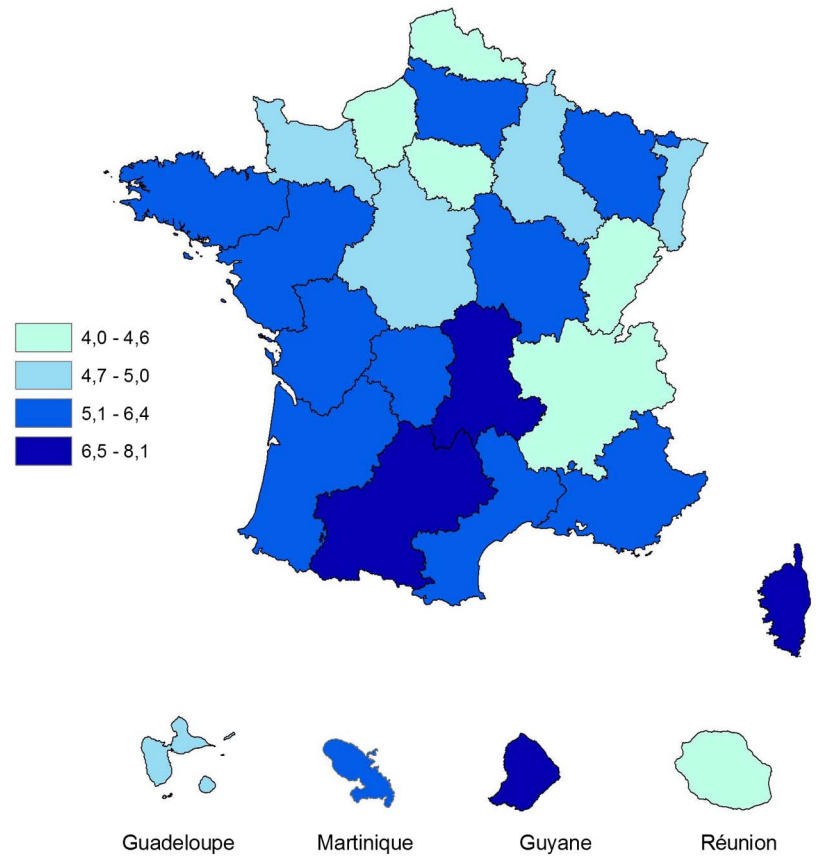 4,0 - 4,6
4,7 - 5,0
5,1 - 6,4
6,5 - 8,1
Guadeloupe Martinique Guyane Réunion